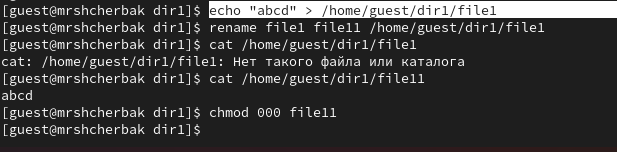 [guest@mrshcherbak dir1]$ echo "abcd" > /home/guest/dir1/file1
[guest@mrshcherbak dir1]$ rename file1 file11 /home/guest/dir1/file1
[guest@mrshcherbak dir1]$ cat /home/guest/dir1/file1
cat: /home/guest/dir1/file1: Нет такого файла или каталога
[guest@mrshcherbak dir1]$ cat /home/guest/dir1/file11
abcd
[guest@mrshcherbak dir1]$ chmod 000 file11
[guest@mrshcherbak dir1]$